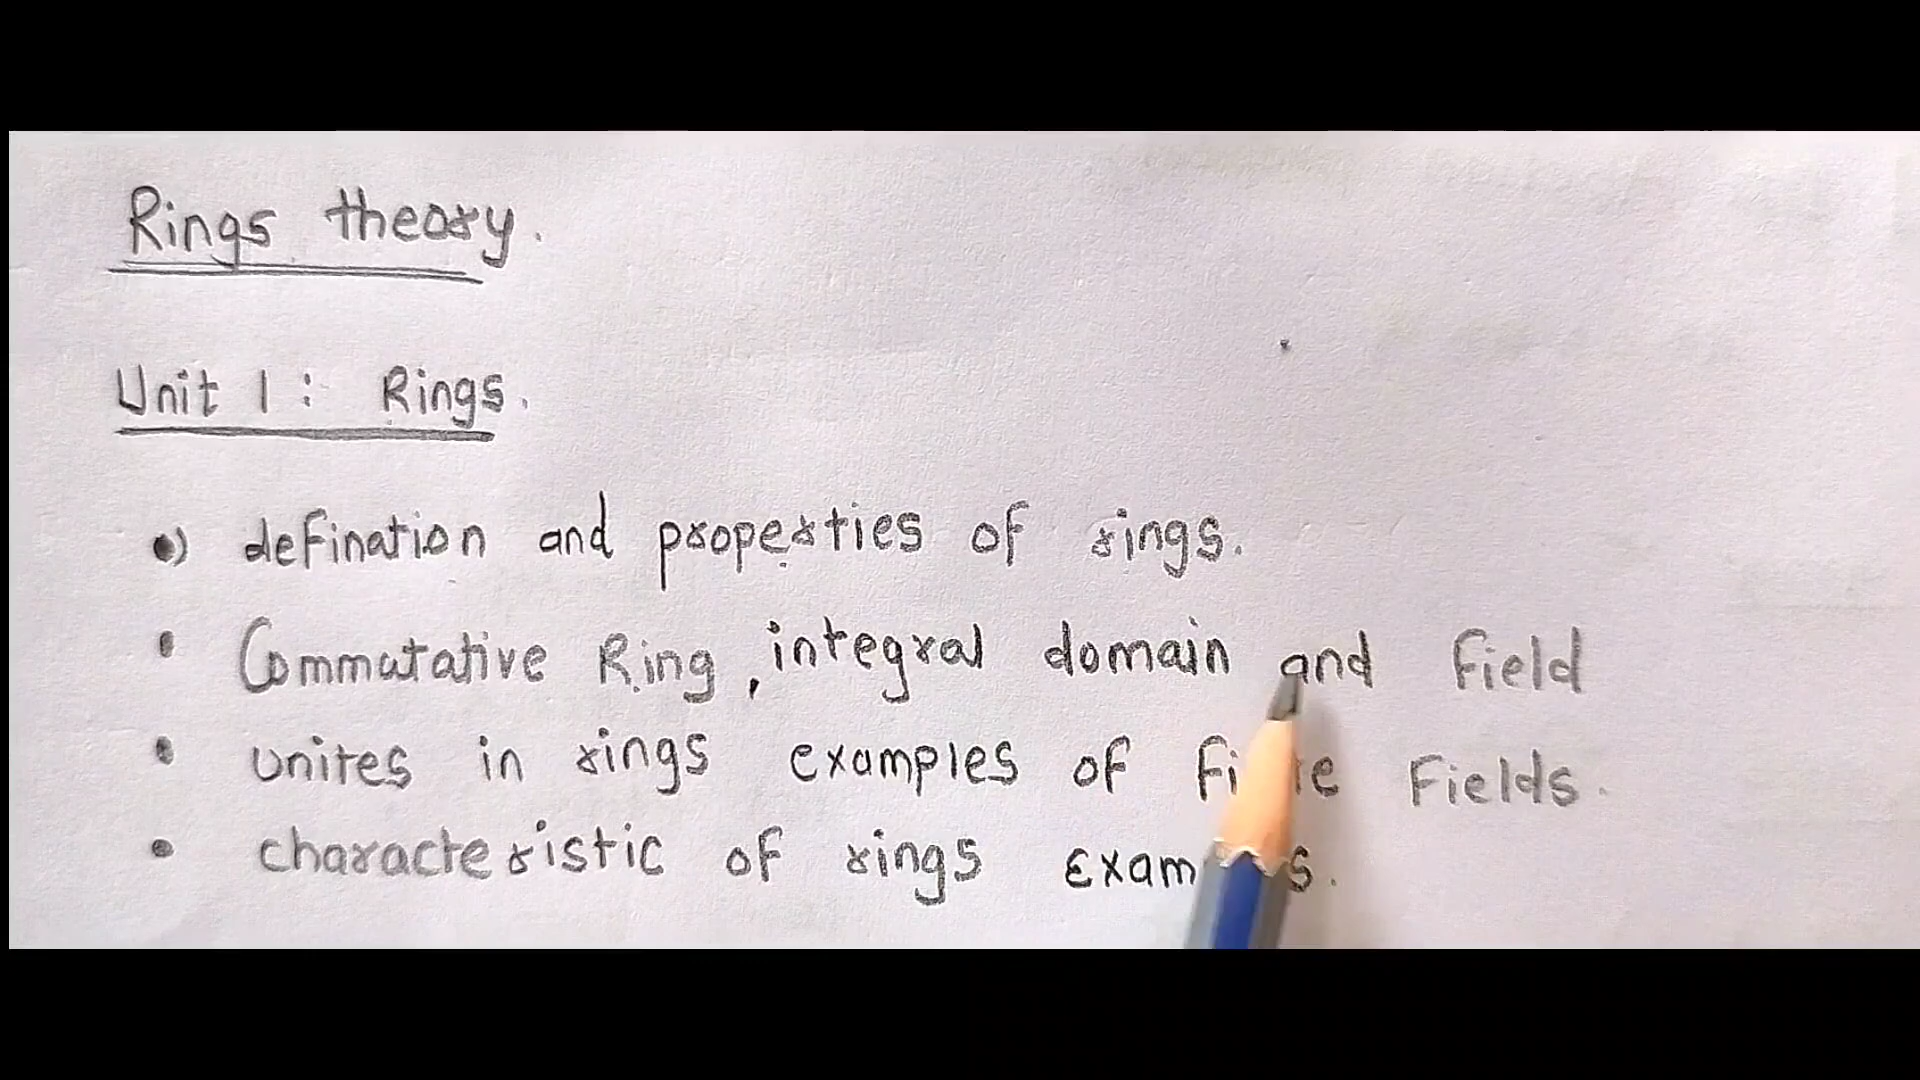 Rings theory.
Unit 1: Rings.
defination and properties of rings.
Commutative Ring, integral domain and Field
unites in rings examples of Fields.
characteristic of rings